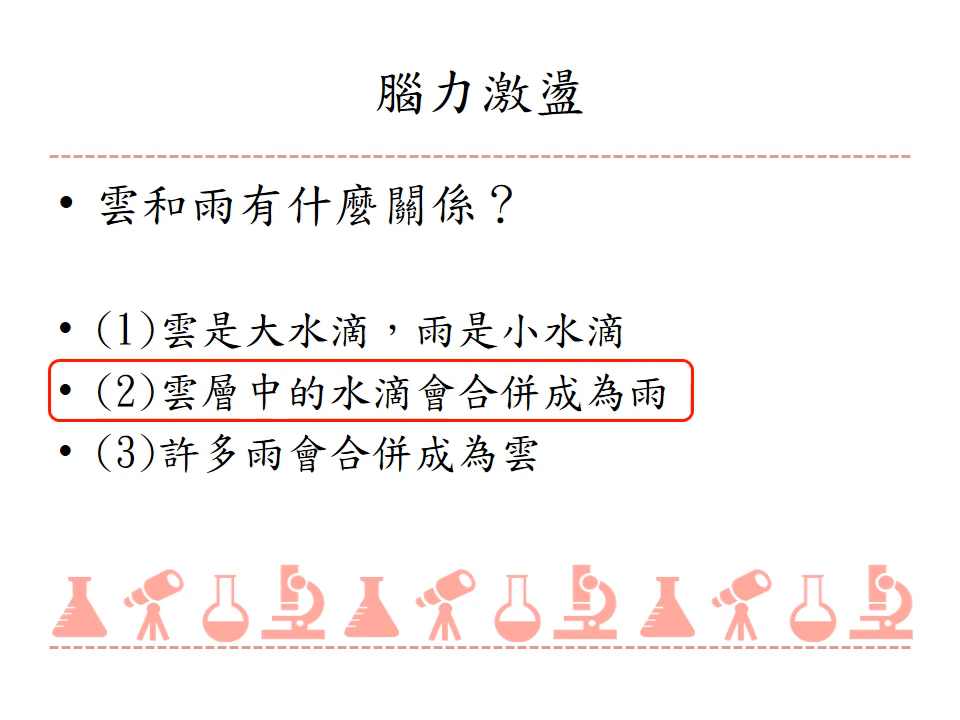 腦力激盪
• 雲和雨有什麼關係？
• (1)雲是大水滴，雨是小水滴
• (2)雲層中的水滴會合併成為雨
• (3)許多雨會合併成為雲